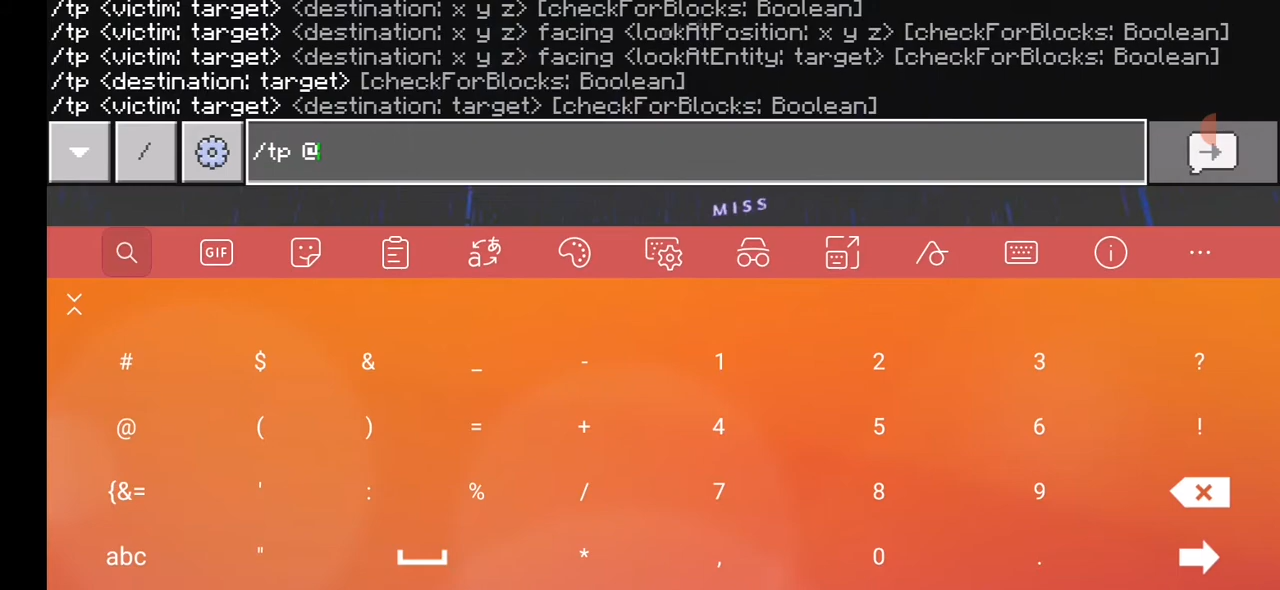 /tp <victim: target> <destination: x y z> [checkForBlocks: Boolean]
/tp <victim: target> <destination: x y z> facing <lookAtPosition: x y z> [checkForBlocks: Boolean]
/tp <victim: target> <destination: x y z> facing <lookAtEntity: target> [checkForBlocks: Boolean]
/tp <destination: target> [checkForBlocks: Boolean]
/tp <victim: target> <destination: target> [checkForBlocks: Boolean]
/ /tp @
MISS
GIF aあ
# $ & _ - 1 2 3 ?
@ ( ) = + 4 5 6 !
{&= ' : % / 7 8 9
abc " * , 0 .